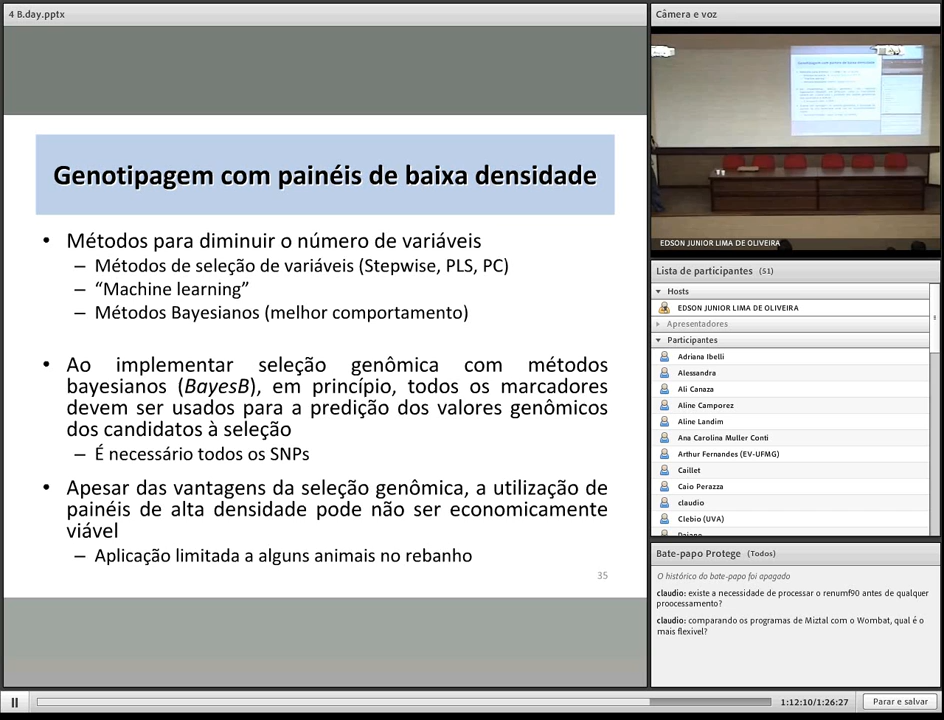 4 B.day.pptx
Genotipagem com painéis de baixa densidade
• Métodos para diminuir o número de variáveis
– Métodos de seleção de variáveis (Stepwise, PLS, PC)
– “Machine learning”
– Métodos Bayesianos (melhor comportamento)
• Ao implementar seleção genômica com métodos
bayesianos (BayesB), em princípio, todos os marcadores
devem ser usados para a predição dos valores genômicos
dos candidatos à seleção
– É necessário todos os SNPs
• Apesar das vantagens da seleção genômica, a utilização de
painéis de alta densidade pode não ser economicamente
viável
– Aplicação limitada a alguns animais no rebanho
35
Câmera e voz
Genotipagem com painéis de baixa densidade
EDSON JUNIOR LIMA DE OLIVEIRA
Lista de participantes (51)
Hosts
EDSON JUNIOR LIMA DE OLIVEIRA
Apresentadores
Participantes
Adriana Ibelli
Alessandra
Ali Canaza
Aline Camporez
Aline Landim
Ana Carolina Muller Conti
Arthur Fernandes (EV-UFMG)
Caillet
Caio Perazza
claudio
Clebio (UVA)
Bate-papo Protege (Todos)
O histórico do bate-papo foi apagado
claudio: existe a necessidade de processar o renumf90 antes de qualquer
proocessamento?
claudio: comparando os programas de Miztal com o Wombat, qual é o
mais flexivel?
1:12:10/1:26:27
Parar e salvar